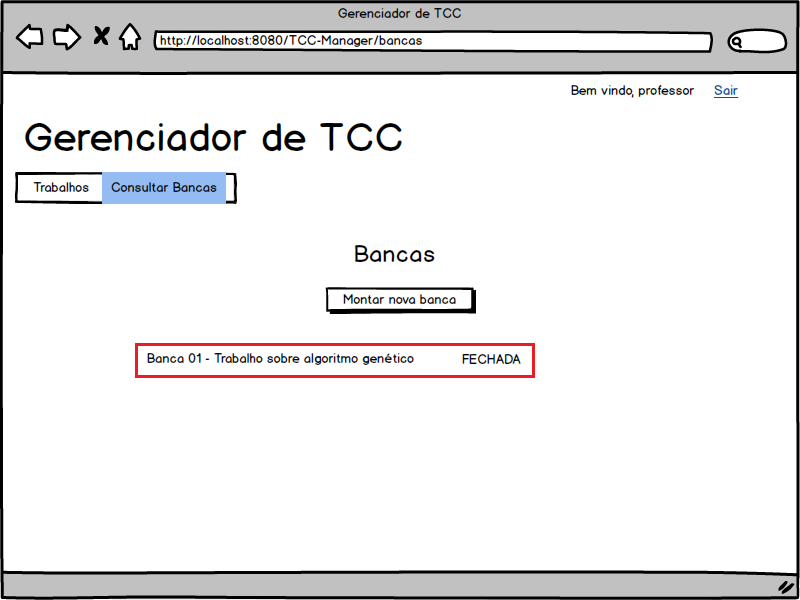 Gerenciador de TCC
http://localhost:8080/TCC-Manager/bancas
Bem vindo, professor Sair
Gerenciador de TCC
Trabalhos Consultar Bancas
Bancas
Montar nova banca
Banca 01 - Trabalho sobre algoritmo genético FECHADA